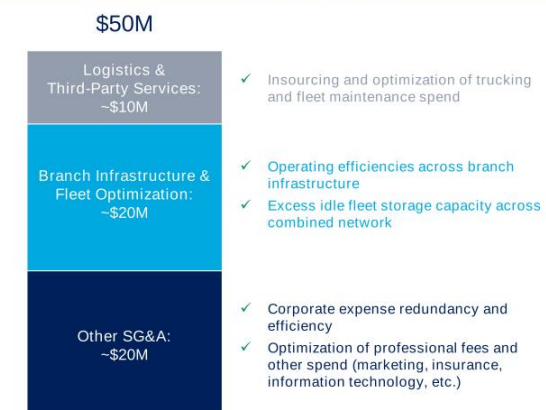 $50M
Logistics &
Third-Party Services:
~$10M
✓ Insourcing and optimization of trucking
and fleet maintenance spend
Branch Infrastructure &
Fleet Optimization:
~$20M
✓ Operating efficiencies across branch
infrastructure
✓ Excess idle fleet storage capacity across
combined network
Other SG&A:
~$20M
✓ Corporate expense redundancy and
efficiency
✓ Optimization of professional fees and
other spend (marketing, insurance,
information technology, etc.)